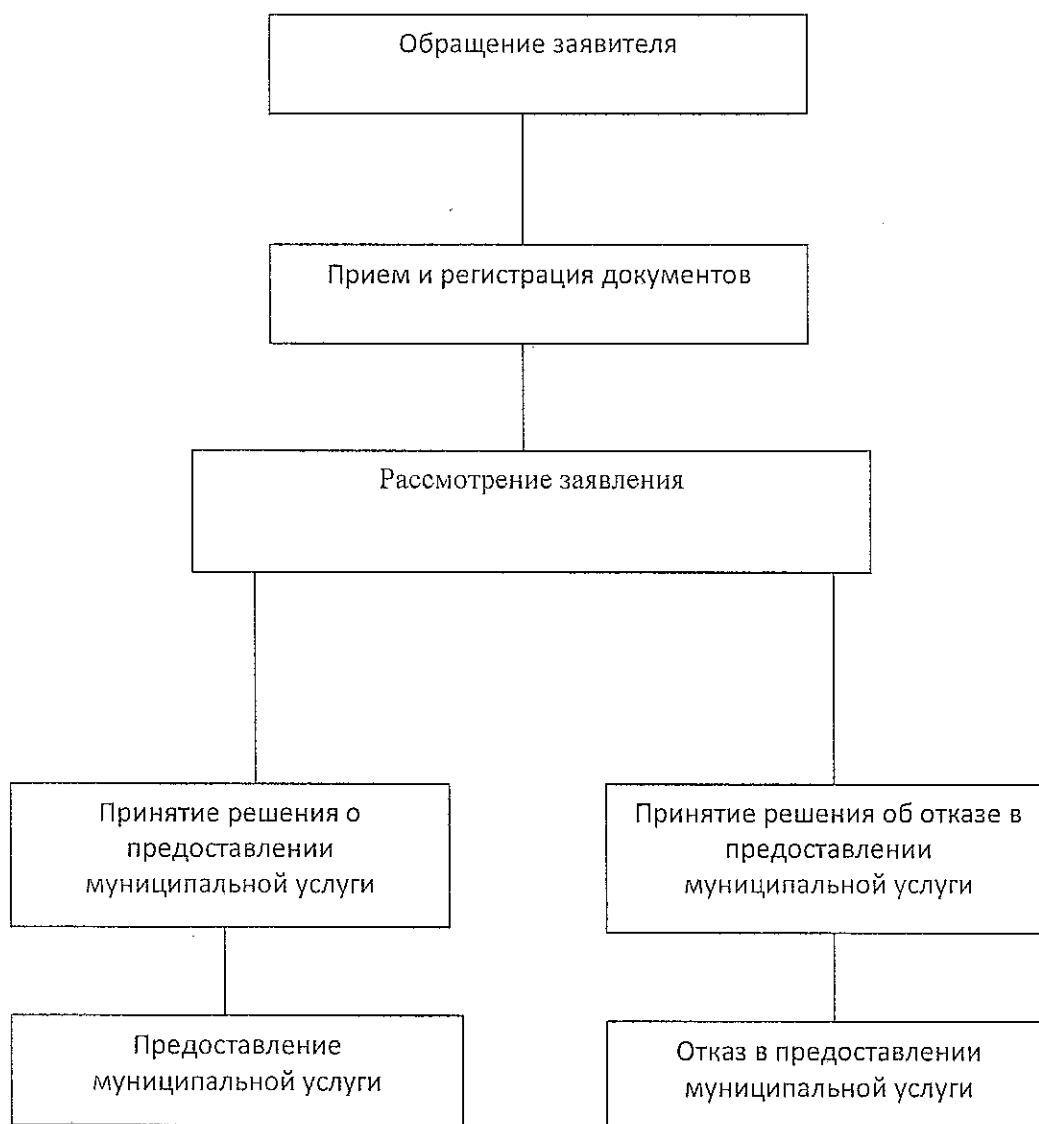 Обращение заявителя
Прием и регистрация документов
Рассмотрение заявления
Принятие решения о
предоставлении
муниципальной услуги
Принятие решения об отказе в
предоставлении
муниципальной услуги
Предоставление
муниципальной услуги
Отказ в предоставлении
муниципальной услуги